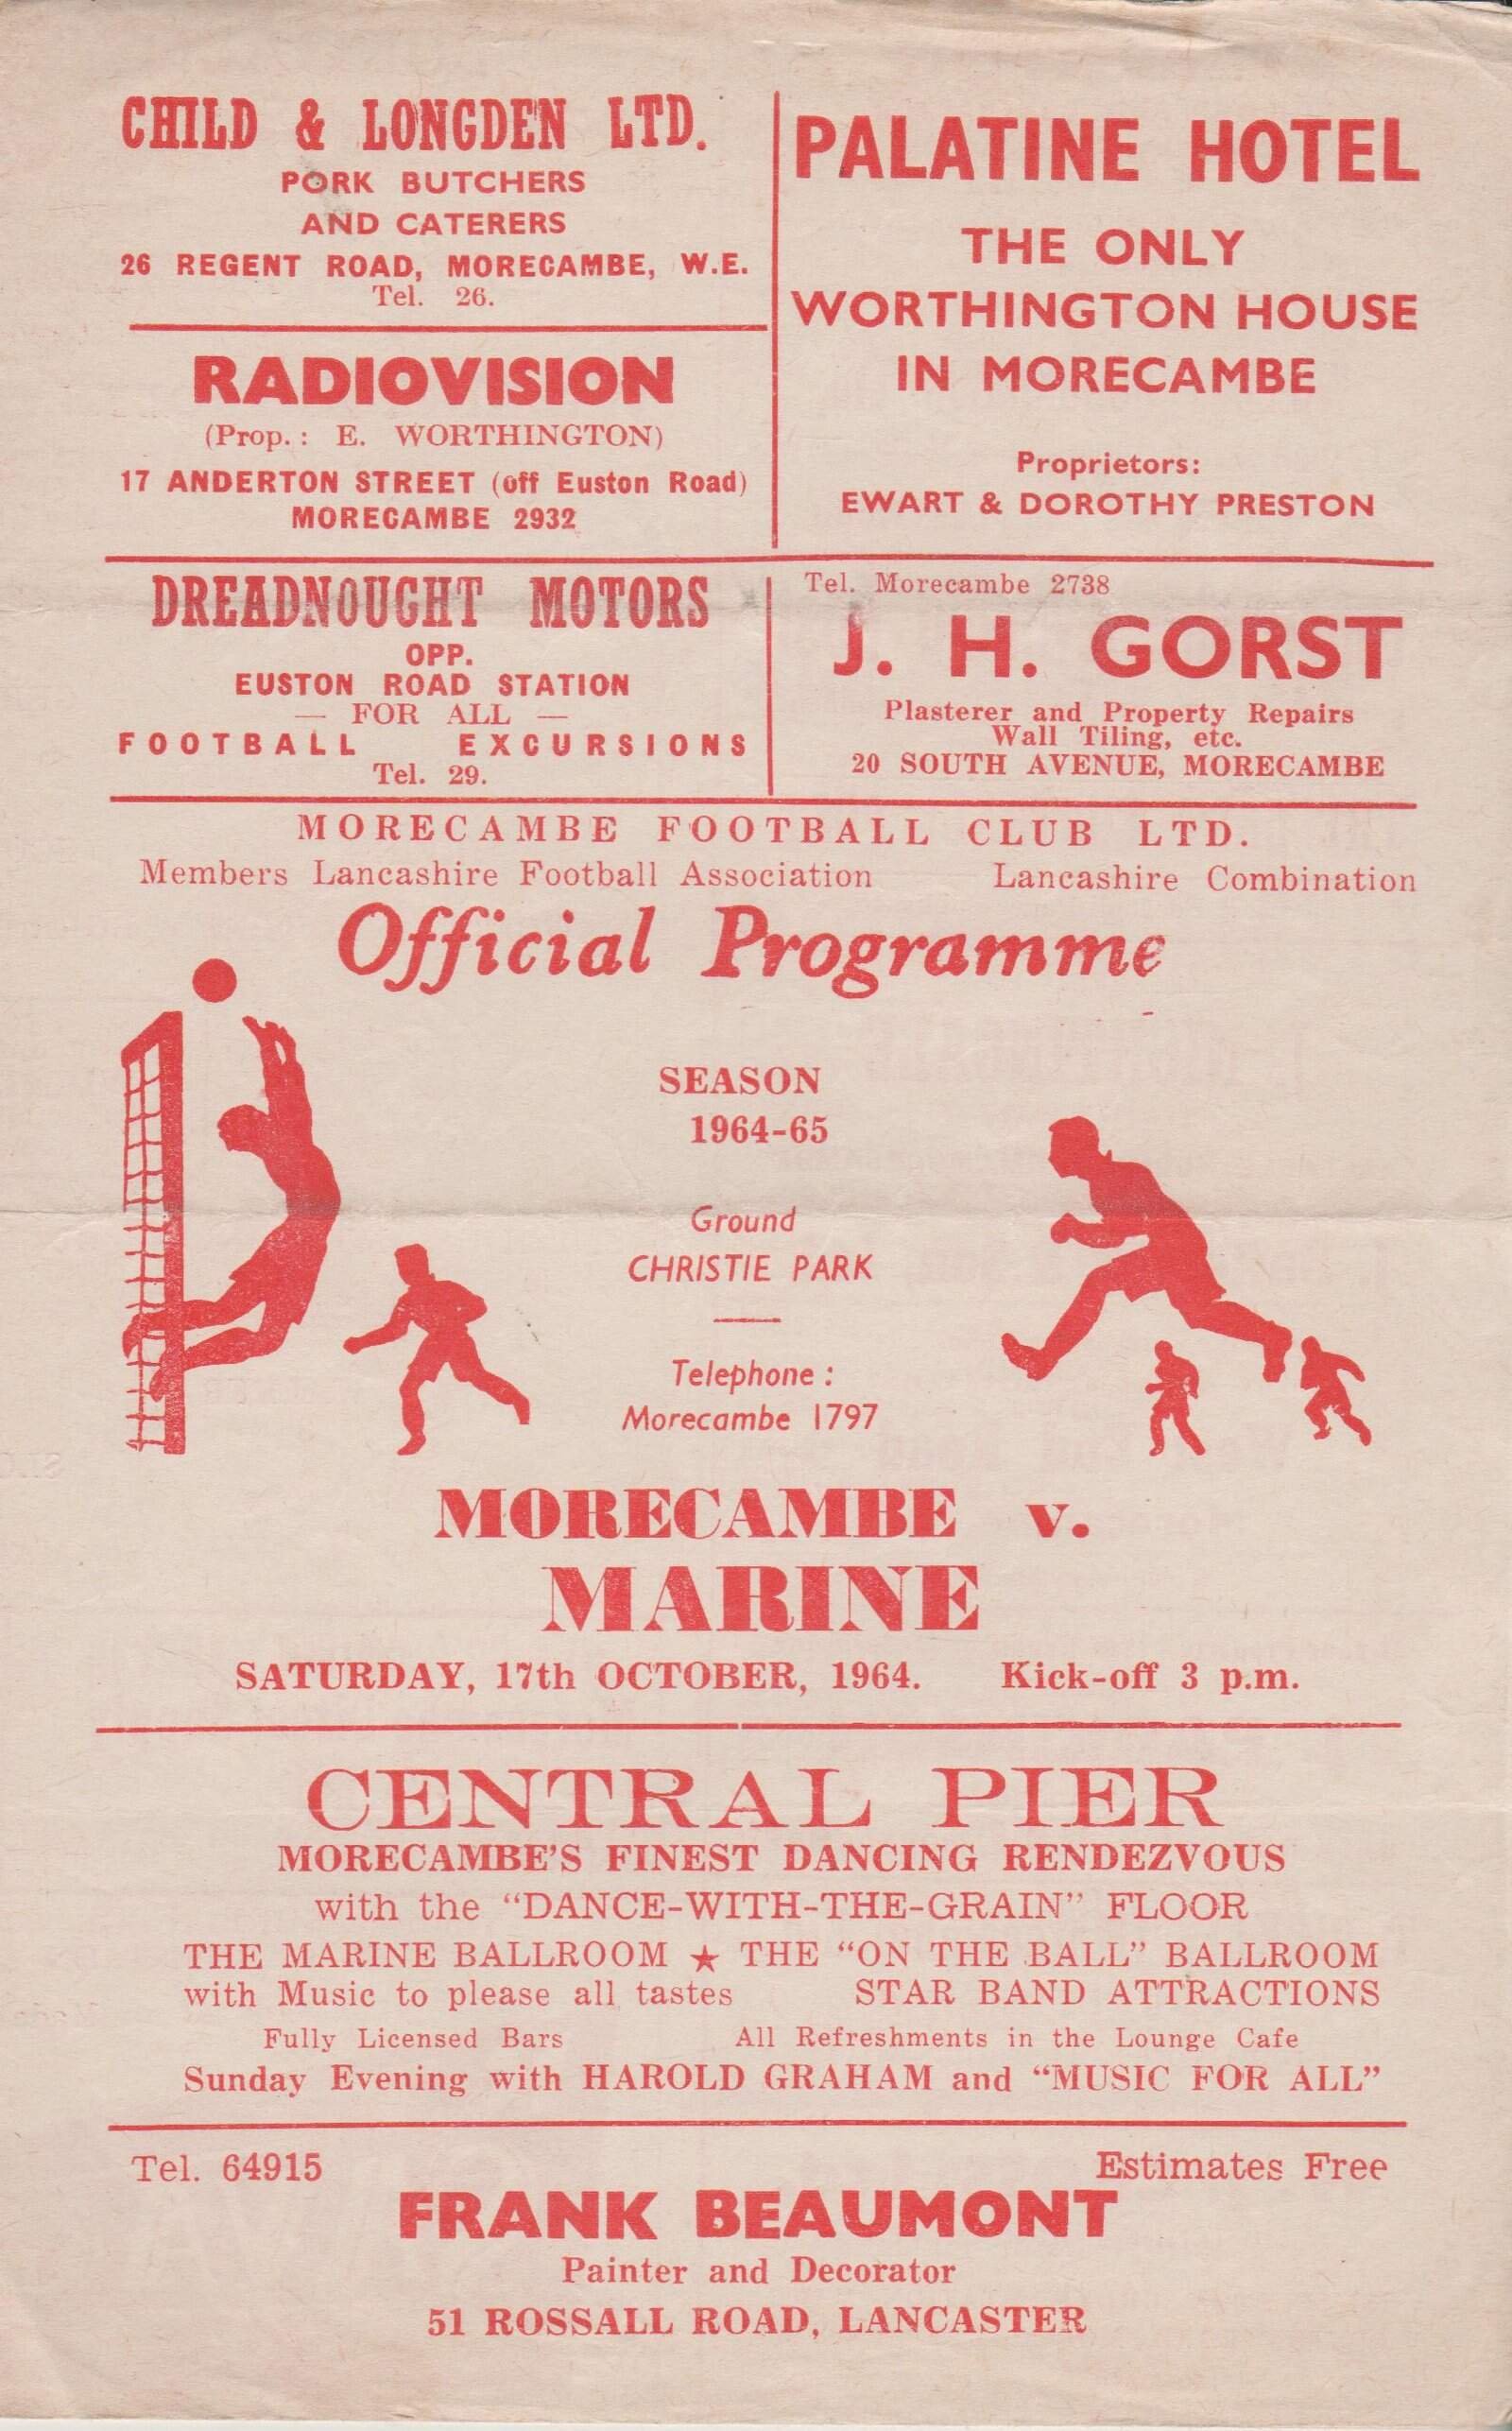 CHILD & LONGDEN LTD.
PORK BUTCHERS
AND CATERERS
26 REGENT ROAD, MORECAMBE, W.E.
Tel. 26.
RADIOVISION
(Prop.: E. WORTHINGTON)
17 ANDERTON STREET (off Euston Road)
MORECAMBE 2932
PALATINE HOTEL
THE ONLY
WORTHINGTON HOUSE
IN MORECAMBE
Proprietors:
EWART & DOROTHY PRESTON
DREADNOUGHT MOTORS
OPP.
EUSTON ROAD STATION
— FOR ALL —
FOOTBALL EXCURSIONS
Tel. 29.
Tel. Morecambe 2738
J. H. GORST
Plasterer and Property Repairs
Wall Tiling, etc.
20 SOUTH AVENUE, MORECAMBE
MORECAMBE FOOTBALL CLUB LTD.
Members Lancashire Football Association Lancashire Combination
Official Programme
SEASON
1964-65
Ground
CHRISTIE PARK
Telephone :
Morecambe 1797
MORECAMBE v.
MARINE
SATURDAY, 17th OCTOBER, 1964. Kick-off 3 p.m.
CENTRAL PIER
MORECAMBE'S FINEST DANCING RENDEZVOUS
with the "DANCE-WITH-THE-GRAIN" FLOOR
THE MARINE BALLROOM ★ THE "ON THE BALL" BALLROOM
with Music to please all tastes STAR BAND ATTRACTIONS
Fully Licensed Bars All Refreshments in the Lounge Cafe
Sunday Evening with HAROLD GRAHAM and "MUSIC FOR ALL"
Tel. 64915 Estimates Free
FRANK BEAUMONT
Painter and Decorator
51 ROSSALL ROAD, LANCASTER